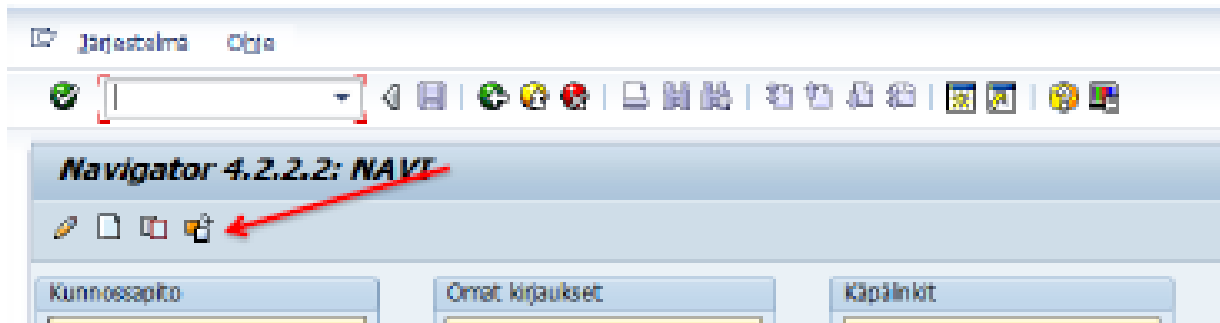 Järjestelmä Ohje
Navigator 4.2.2.2: NAVI
Kunnossapito Omat kirjaukset Käpälinkit